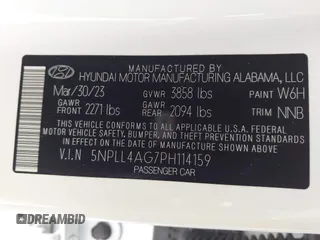 HYUNDAI MOTOR MANUFACTURING ALABAMA, LLC
MANUFACTURED BY
Mar/30/23 GVWR 3858 lbs PAINT W6H
GAWR GAWR
FRONT 2271 lbs REAR 2094 lbs TRIM NNB
THIS VEHICLE CONFORMS TO ALL APPLICABLE FEDERAL
MOTOR VEHICLE SAFETY, BUMPER, AND THEFT PREVENTION
STANDARDS IN EFFECT ON THE DATE OF MANUFACTURE
SHOWN ABOVE.
V.I.N 5NPLL4AG7PH114159
PASSENGER CAR
DREAMBID